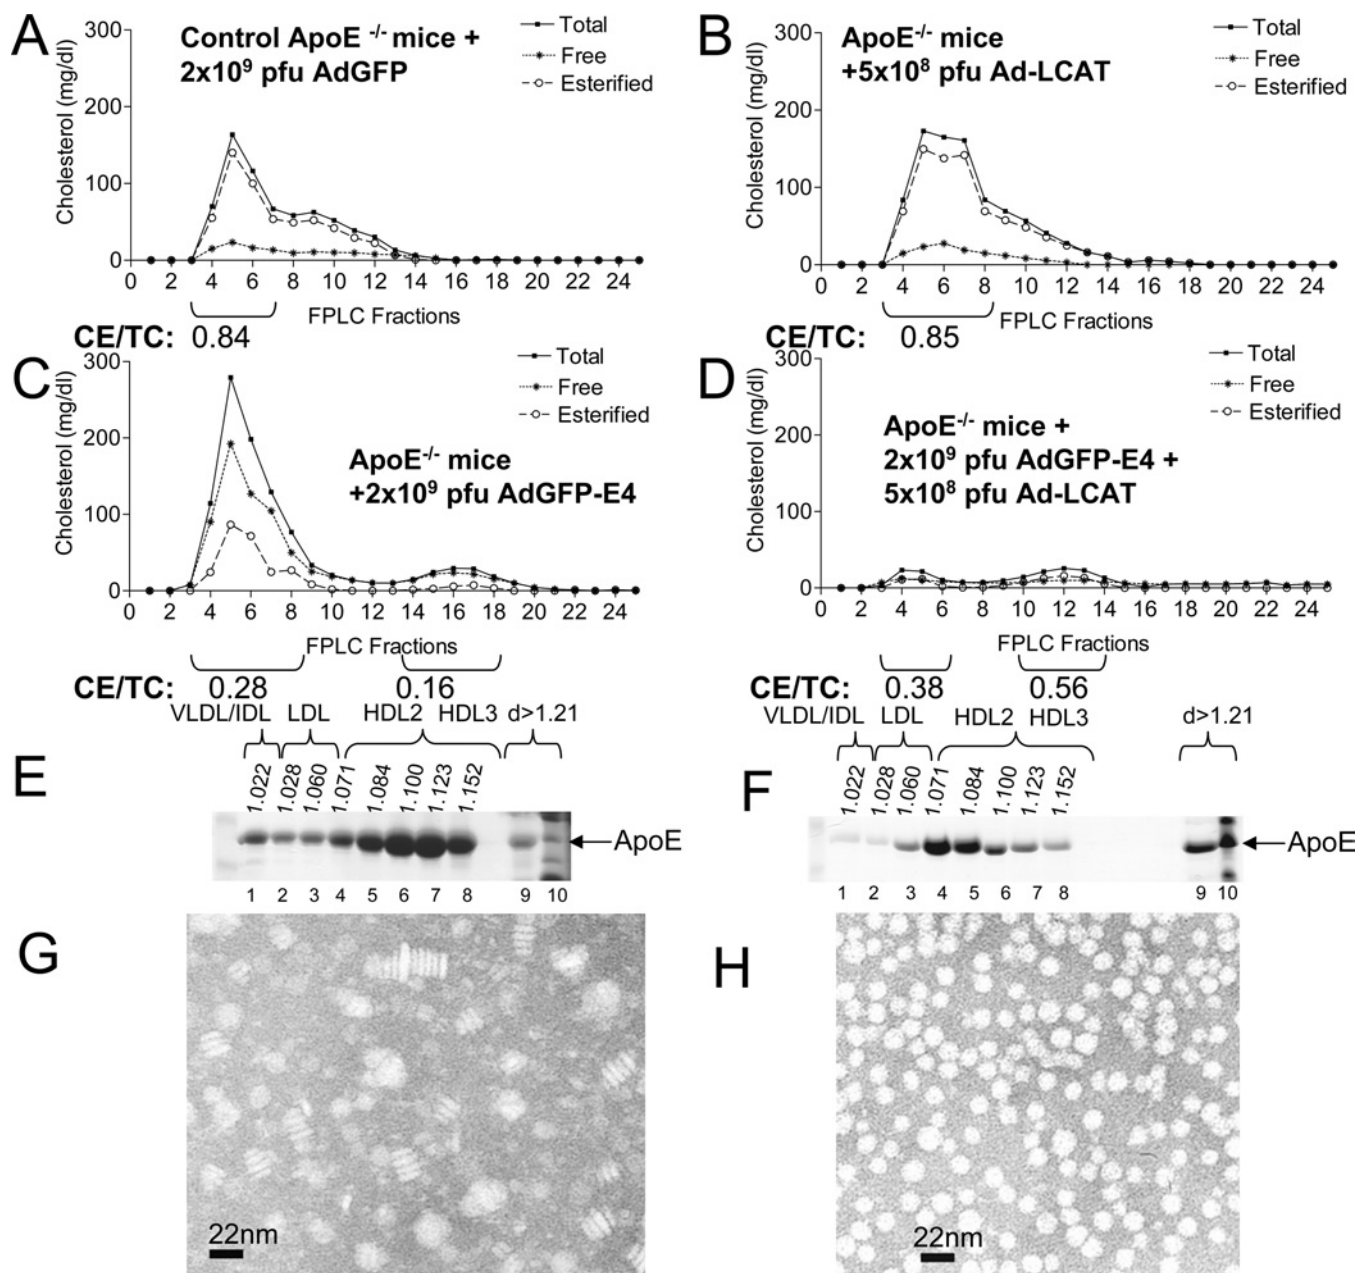 A
Control ApoE -/- mice +
2x10⁹ pfu AdGFP
Total
Free
Esterified
Cholesterol (mg/dl)
300
200
100
0
0 2 4 6 8 10 12 14 16 18 20 22 24
FPLC Fractions
CE/TC: 0.84
B
ApoE-/- mice
+5x10⁸ pfu Ad-LCAT
Total
Free
Esterified
Cholesterol (mg/dl)
300
200
100
0
0 2 4 6 8 10 12 14 16 18 20 22 24
FPLC Fractions
CE/TC: 0.85
C
Total
Free
Esterified
ApoE-/- mice
+2x10⁹ pfu AdGFP-E4
Cholesterol (mg/dl)
300
200
100
0
0 2 4 6 8 10 12 14 16 18 20 22 24
FPLC Fractions
CE/TC: 0.28 0.16
D
Total
Free
Esterified
ApoE-/- mice +
2x10⁹ pfu AdGFP-E4 +
5x10⁸ pfu Ad-LCAT
Cholesterol (mg/dl)
300
200
100
0
0 2 4 6 8 10 12 14 16 18 20 22 24
FPLC Fractions
CE/TC: 0.38 0.56
VLDL/IDL LDL HDL2 HDL3 d>1.21
E
1.022 1.028 1.060 1.071 1.084 1.100 1.123 1.152
ApoE
1 2 3 4 5 6 7 8 9 10
VLDL/IDL LDL HDL2 HDL3 d>1.21
F
1.022 1.028 1.060 1.071 1.084 1.100 1.123 1.152
ApoE
1 2 3 4 5 6 7 8 9 10
G
22nm
H
22nm